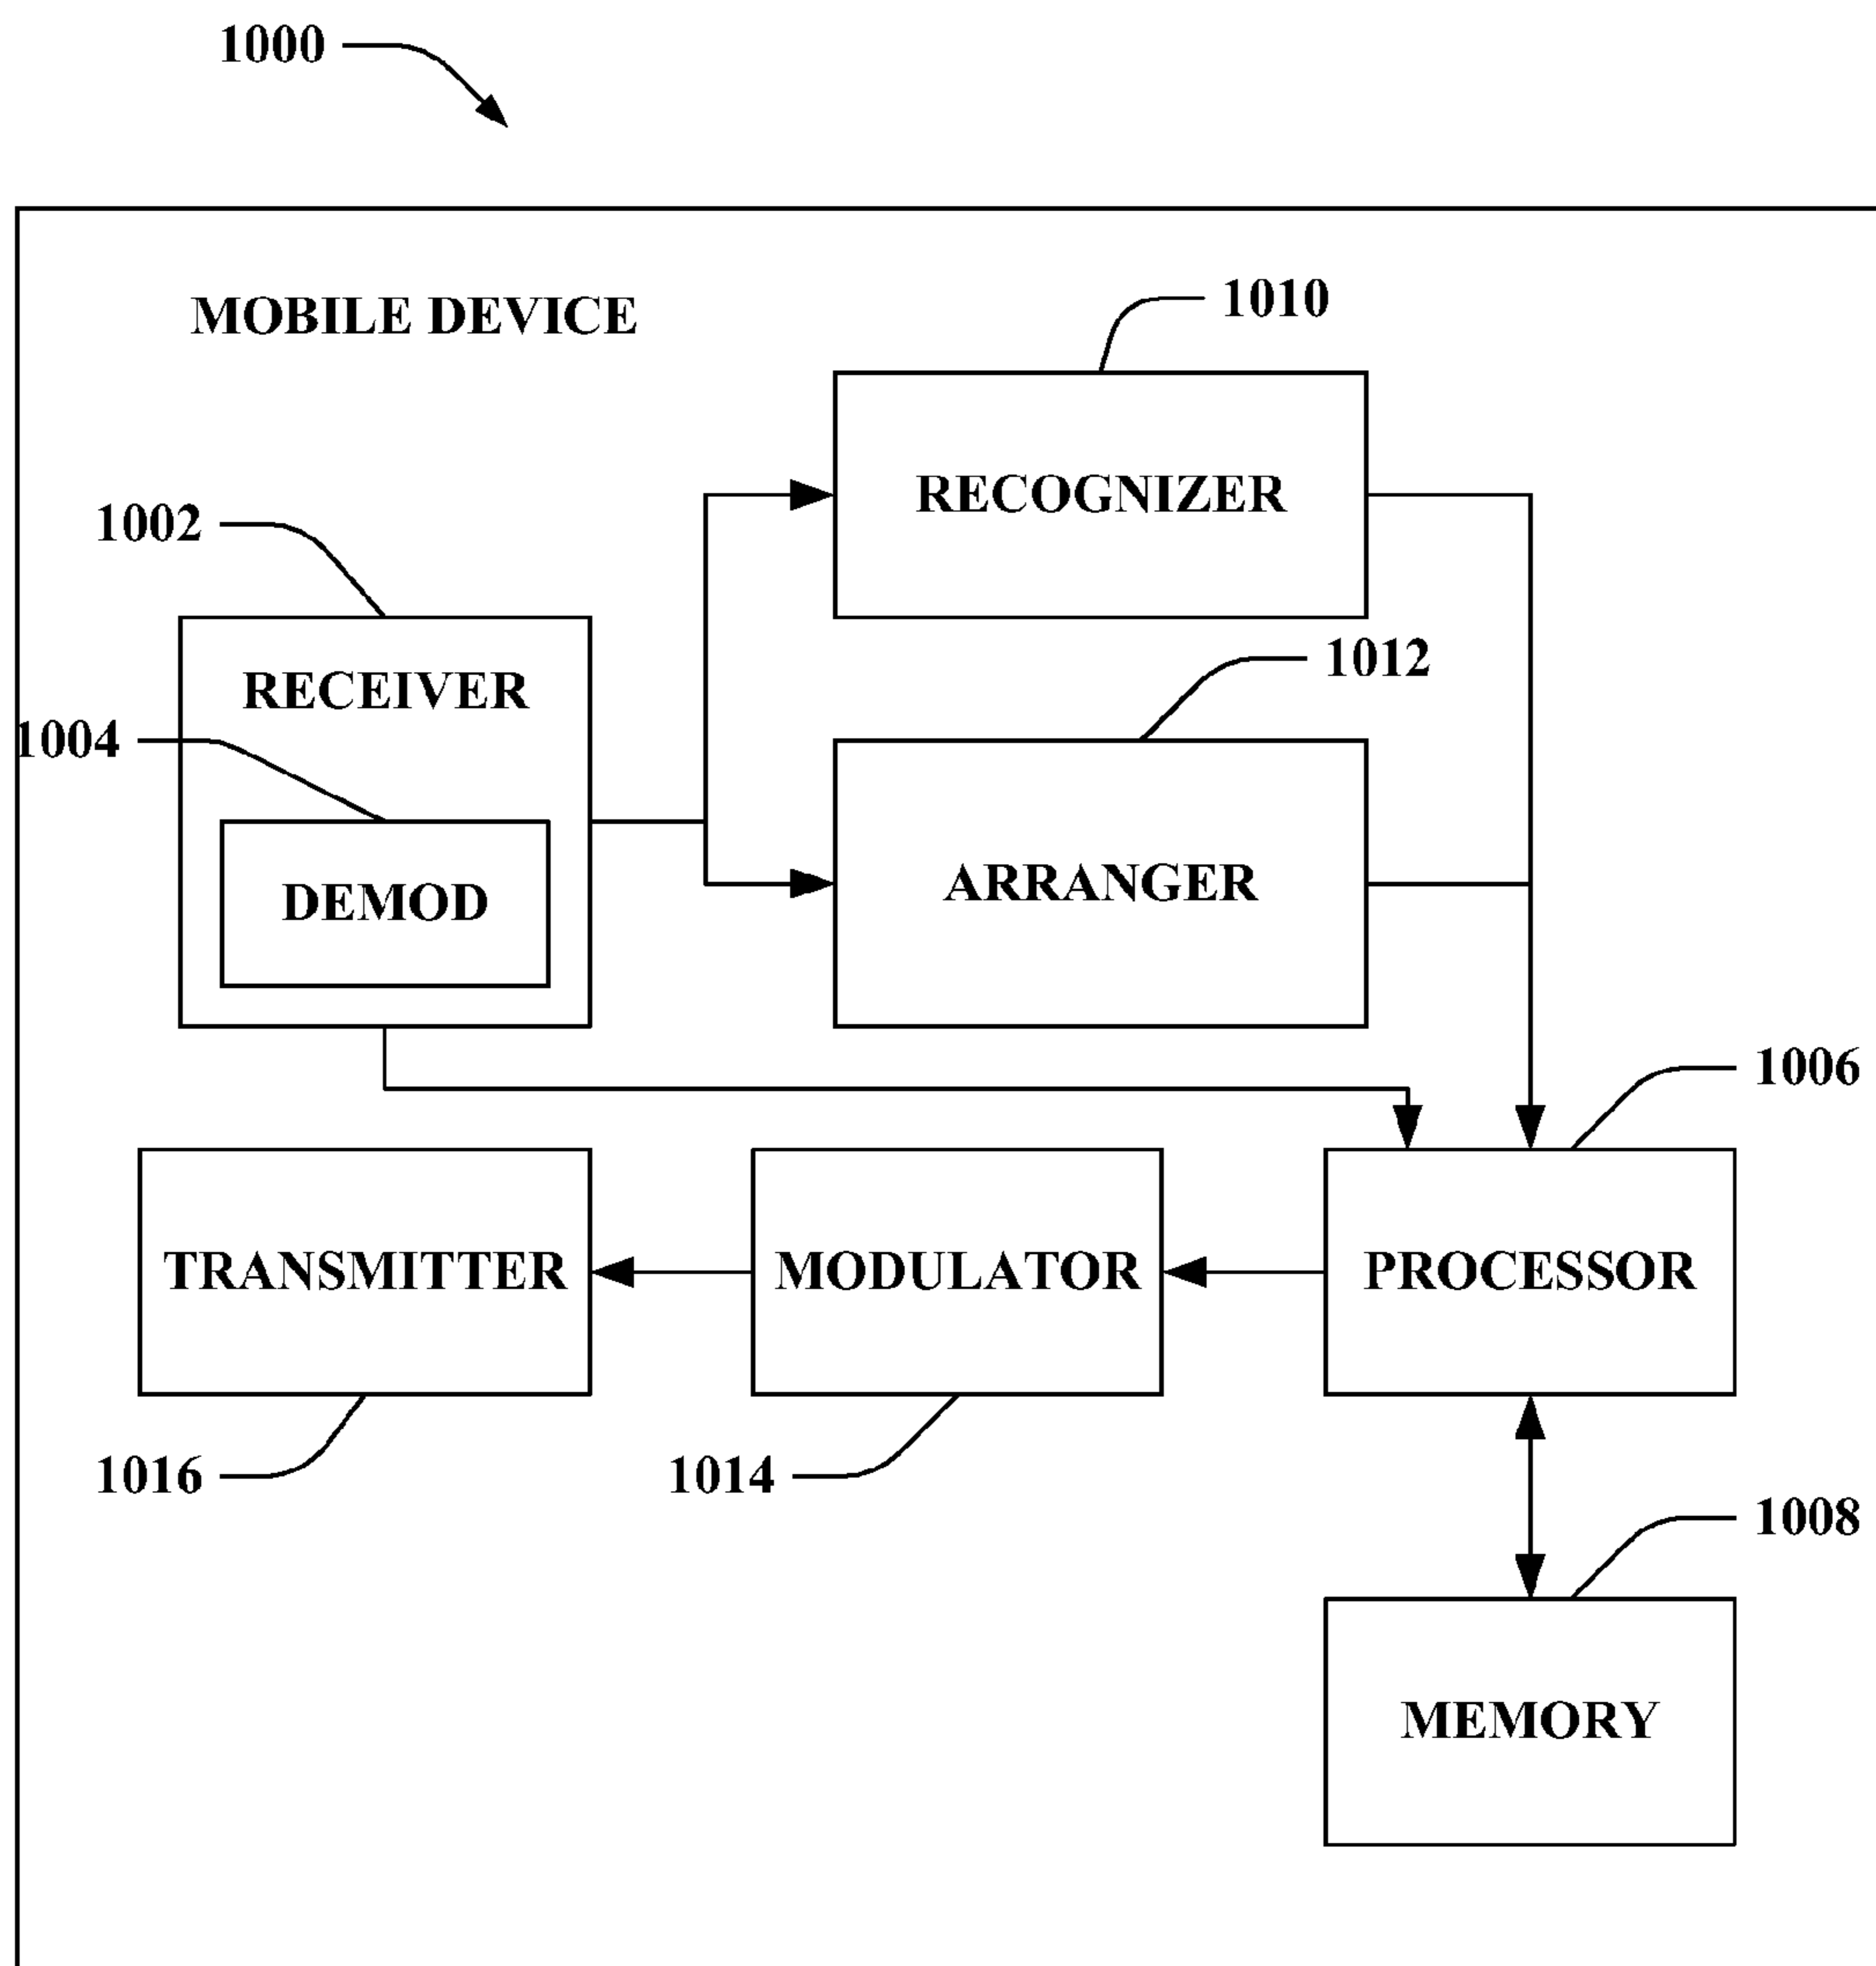 1000
MOBILE DEVICE
1010
RECOGNIZER
1002
1012
RECEIVER
1004
ARRANGER
DEMOD
1006
TRANSMITTER
MODULATOR
PROCESSOR
1016
1014
1008
MEMORY